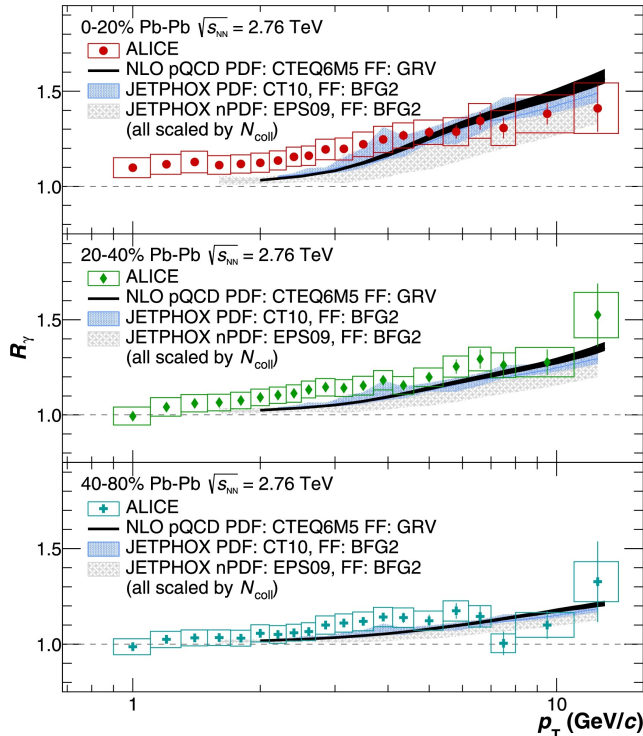 0-20% Pb-Pb √sNN = 2.76 TeV
ALICE
NLO pQCD PDF: CTEQ6M5 FF: GRV
JETPHOX PDF: CT10, FF: BFG2
JETPHOX nPDF: EPS09, FF: BFG2
(all scaled by Ncoll)
1.5
1.0
20-40% Pb-Pb √sNN = 2.76 TeV
ALICE
NLO pQCD PDF: CTEQ6M5 FF: GRV
JETPHOX PDF: CT10, FF: BFG2
JETPHOX nPDF: EPS09, FF: BFG2
(all scaled by Ncoll)
1.5
1.0
Rγ
40-80% Pb-Pb √sNN = 2.76 TeV
ALICE
NLO pQCD PDF: CTEQ6M5 FF: GRV
JETPHOX PDF: CT10, FF: BFG2
JETPHOX nPDF: EPS09, FF: BFG2
(all scaled by Ncoll)
1.5
1.0
1
10
pT (GeV/c)